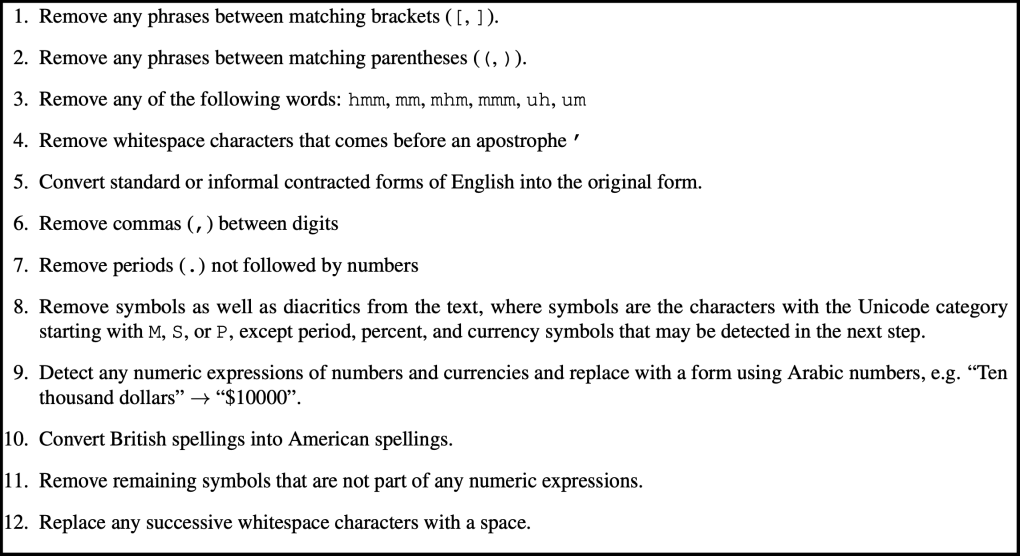 1. Remove any phrases between matching brackets ([, ]).
2. Remove any phrases between matching parentheses ((, )).
3. Remove any of the following words: hmm, mm, mhm, mmm, uh, um
4. Remove whitespace characters that comes before an apostrophe '
5. Convert standard or informal contracted forms of English into the original form.
6. Remove commas (,) between digits
7. Remove periods (.) not followed by numbers
8. Remove symbols as well as diacritics from the text, where symbols are the characters with the Unicode category
starting with M, S, or P, except period, percent, and currency symbols that may be detected in the next step.
9. Detect any numeric expressions of numbers and currencies and replace with a form using Arabic numbers, e.g. “Ten
thousand dollars” → “$10000”.
10. Convert British spellings into American spellings.
11. Remove remaining symbols that are not part of any numeric expressions.
12. Replace any successive whitespace characters with a space.